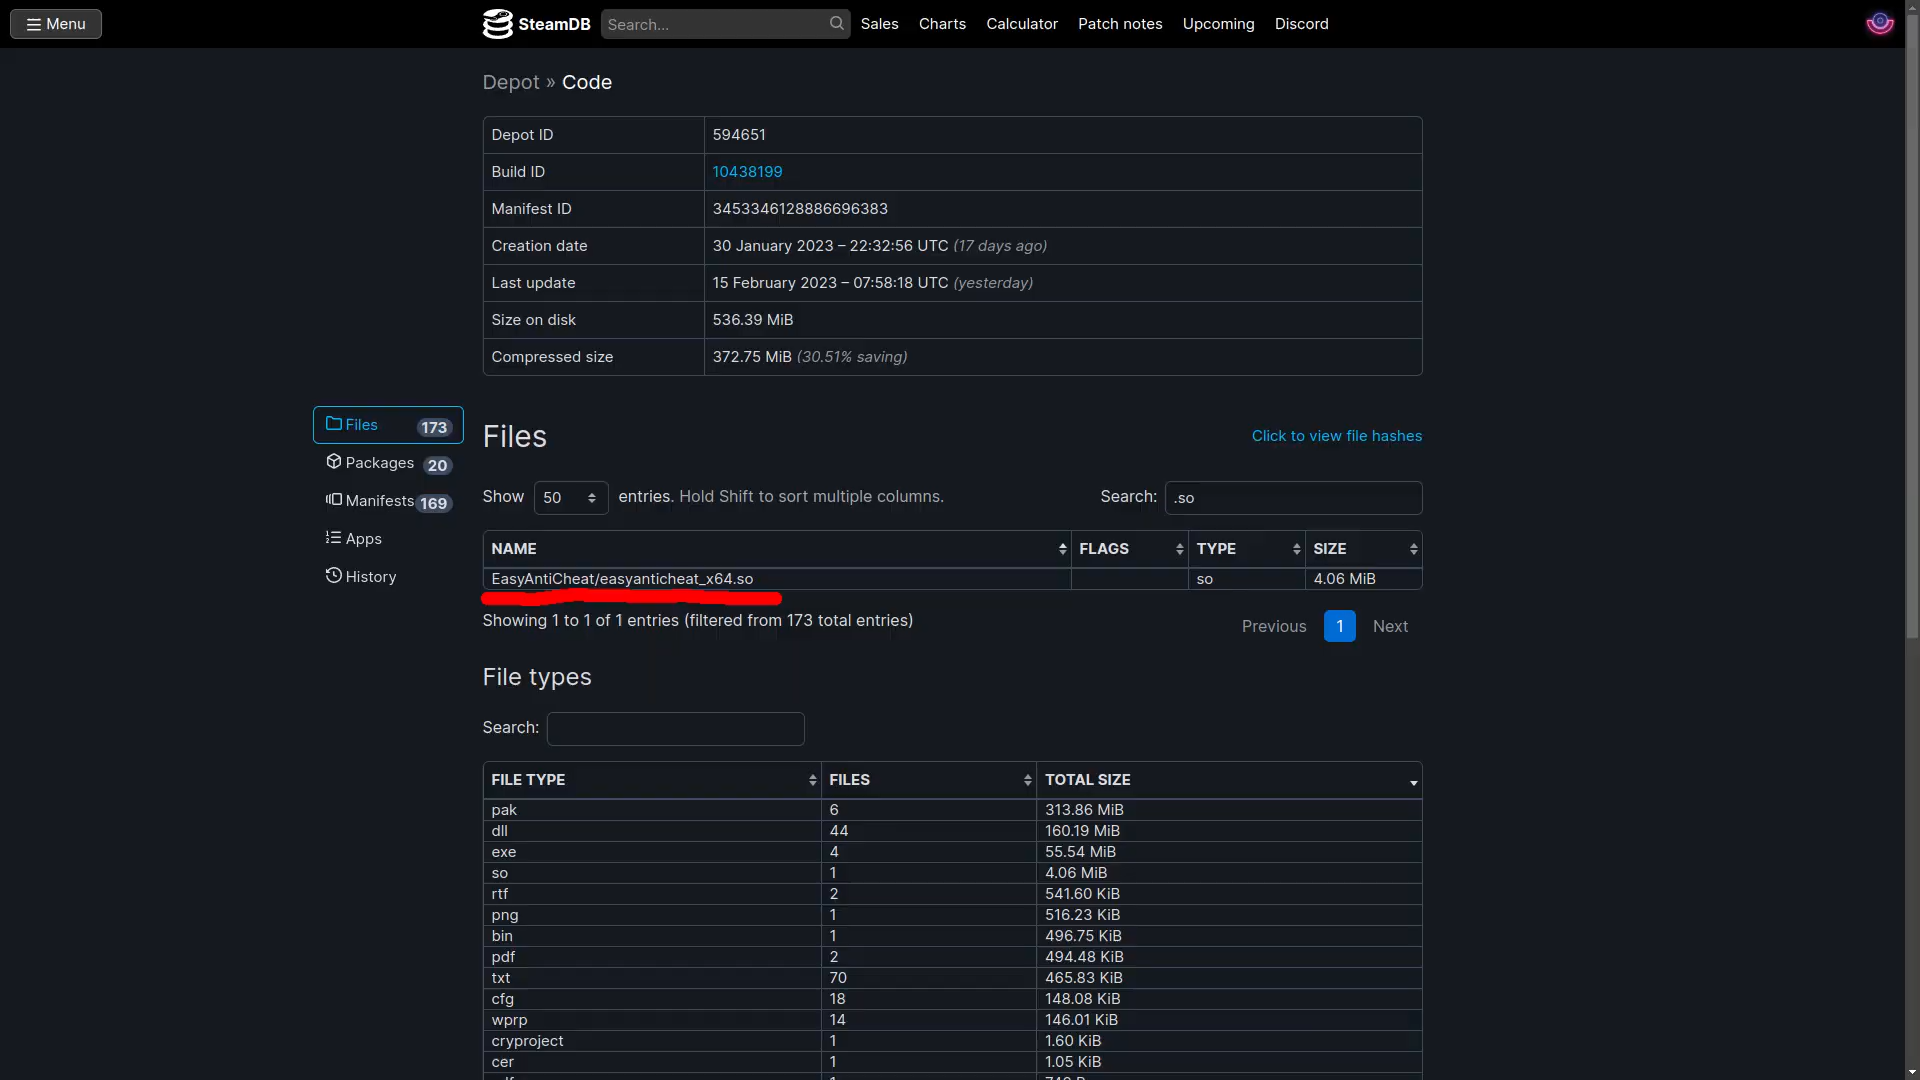 Menu
SteamDB
Search...
Sales
Charts
Calculator
Patch notes
Upcoming
Discord
Depot » Code
Depot ID 594651
Build ID 10438199
Manifest ID 3453346128886696383
Creation date 30 January 2023 – 22:32:56 UTC (17 days ago)
Last update 15 February 2023 – 07:58:18 UTC (yesterday)
Size on disk 536.39 MiB
Compressed size 372.75 MiB (30.51% saving)
Files 173
Packages 20
Manifests 169
Apps
History
Files
Click to view file hashes
Show 50 entries. Hold Shift to sort multiple columns.
Search: .so
NAME FLAGS TYPE SIZE
EasyAntiCheat/easyanticheat_x64.so so 4.06 MiB
Showing 1 to 1 of 1 entries (filtered from 173 total entries)
Previous 1 Next
File types
Search:
FILE TYPE FILES TOTAL SIZE
pak 6 313.86 MiB
dll 44 160.19 MiB
exe 4 55.54 MiB
so 1 4.06 MiB
rtf 2 541.60 KiB
png 1 516.23 KiB
bin 1 496.75 KiB
pdf 2 494.48 KiB
txt 70 465.83 KiB
cfg 18 148.08 KiB
wprp 14 146.01 KiB
cryproject 1 1.60 KiB
cer 1 1.05 KiB